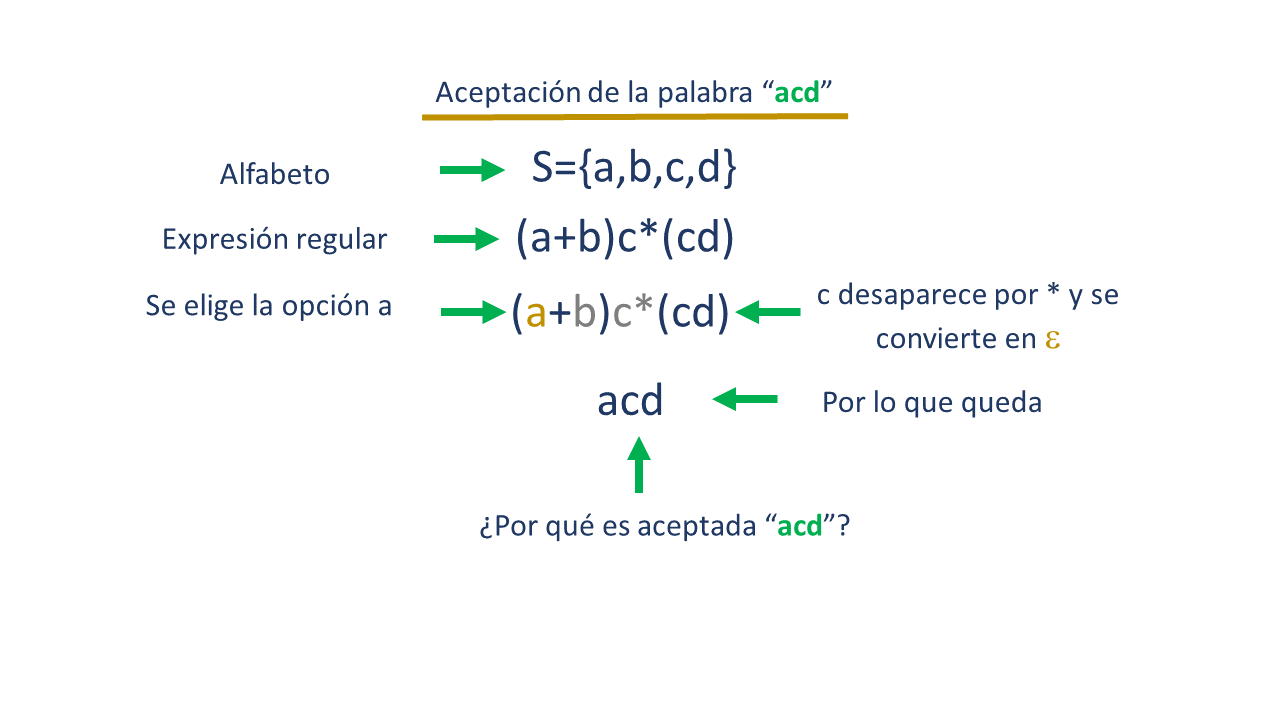 Aceptación de la palabra “acd”
Alfabeto
S={a,b,c,d}
Expresión regular
(a+b)c*(cd)
Se elige la opción a
(a+b)c*(cd)
c desaparece por * y se
convierte en ε
acd
Por lo que queda
¿Por qué es aceptada “acd”?